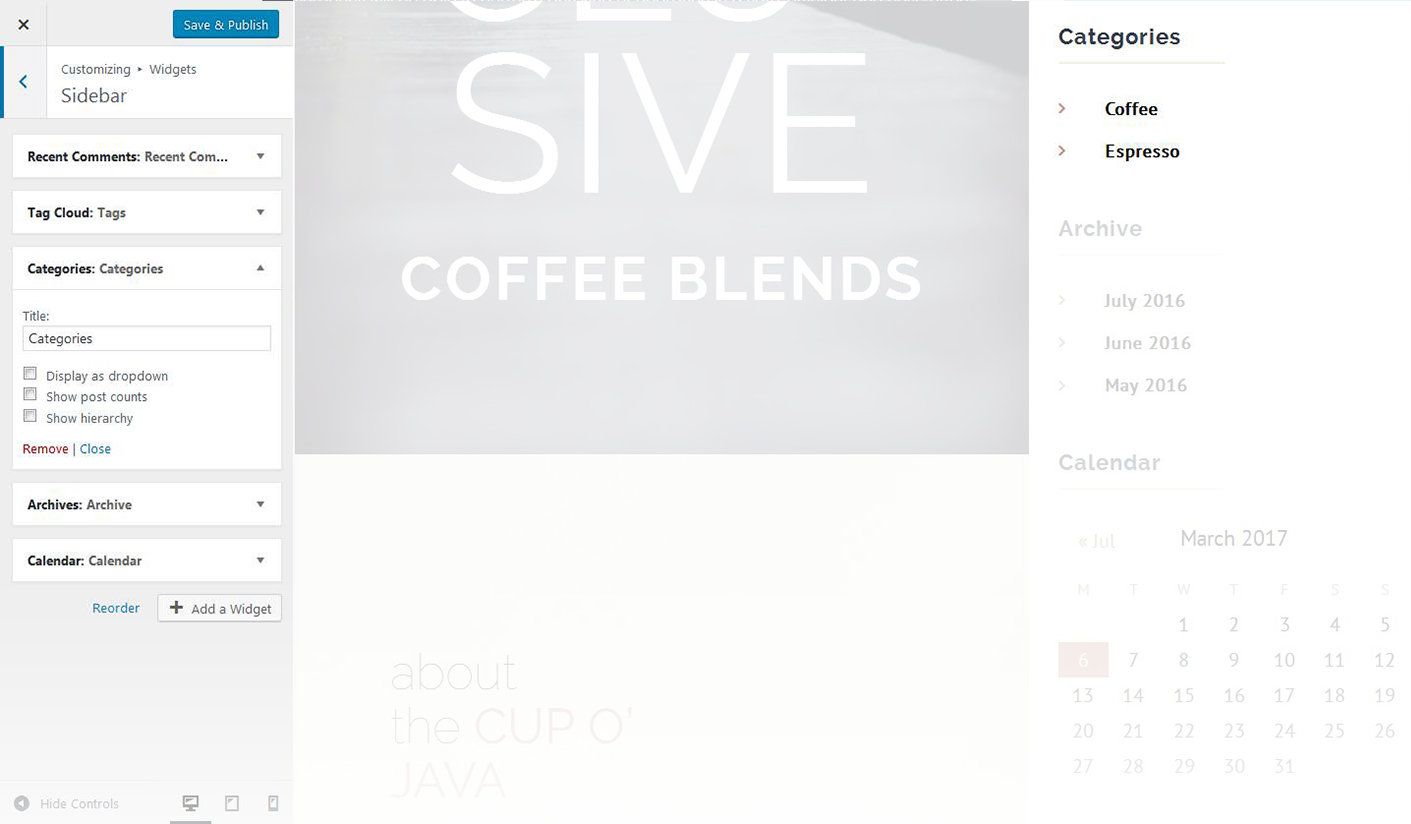 Save & Publish
Customizing ▸ Widgets
Sidebar
Recent Comments: Recent Com...
Tag Cloud: Tags
Categories: Categories
Title:
Categories
Display as dropdown
Show post counts
Show hierarchy
Remove | Close
Archives: Archive
Calendar: Calendar
Reorder
Add a Widget
Hide Controls
SIVE
COFFEE BLENDS
about
the CUP O'
JAVA
Categories
Coffee
Espresso
Archive
July 2016
June 2016
May 2016
Calendar
« Jul March 2017
M T W T F S S
1 2 3 4 5
6 7 8 9 10 11 12
13 14 15 16 17 18 19
20 21 22 23 24 25 26
27 28 29 30 31